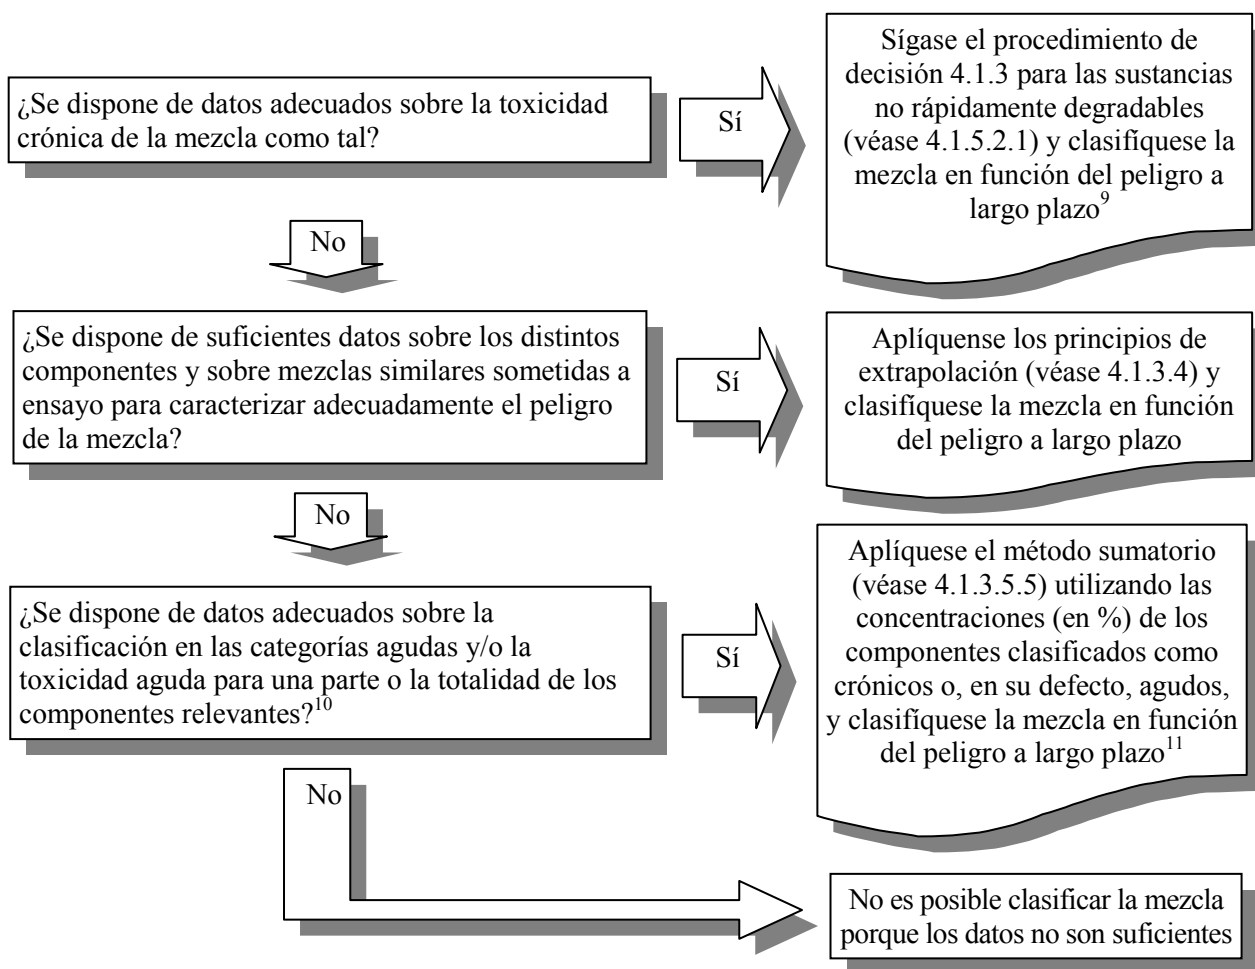 ¿Se dispone de datos adecuados sobre la toxicidad
crónica de la mezcla como tal?
Sí
Sígase el procedimiento de
decisión 4.1.3 para las sustancias
no rápidamente degradables
(véase 4.1.5.2.1) y clasifíquese la
mezcla en función del peligro a
largo plazo⁹
No
¿Se dispone de suficientes datos sobre los distintos
componentes y sobre mezclas similares sometidas a
ensayo para caracterizar adecuadamente el peligro
de la mezcla?
Sí
Aplíquense los principios de
extrapolación (véase 4.1.3.4) y
clasifíquese la mezcla en función
del peligro a largo plazo
No
¿Se dispone de datos adecuados sobre la
clasificación en las categorías agudas y/o la
toxicidad aguda para una parte o la totalidad de los
componentes relevantes?¹⁰
Sí
Aplíquese el método sumatorio
(véase 4.1.3.5.5) utilizando las
concentraciones (en %) de los
componentes clasificados como
crónicos o, en su defecto, agudos,
y clasifíquese la mezcla en función
del peligro a largo plazo¹¹
No
No es posible clasificar la mezcla
porque los datos no son suficientes